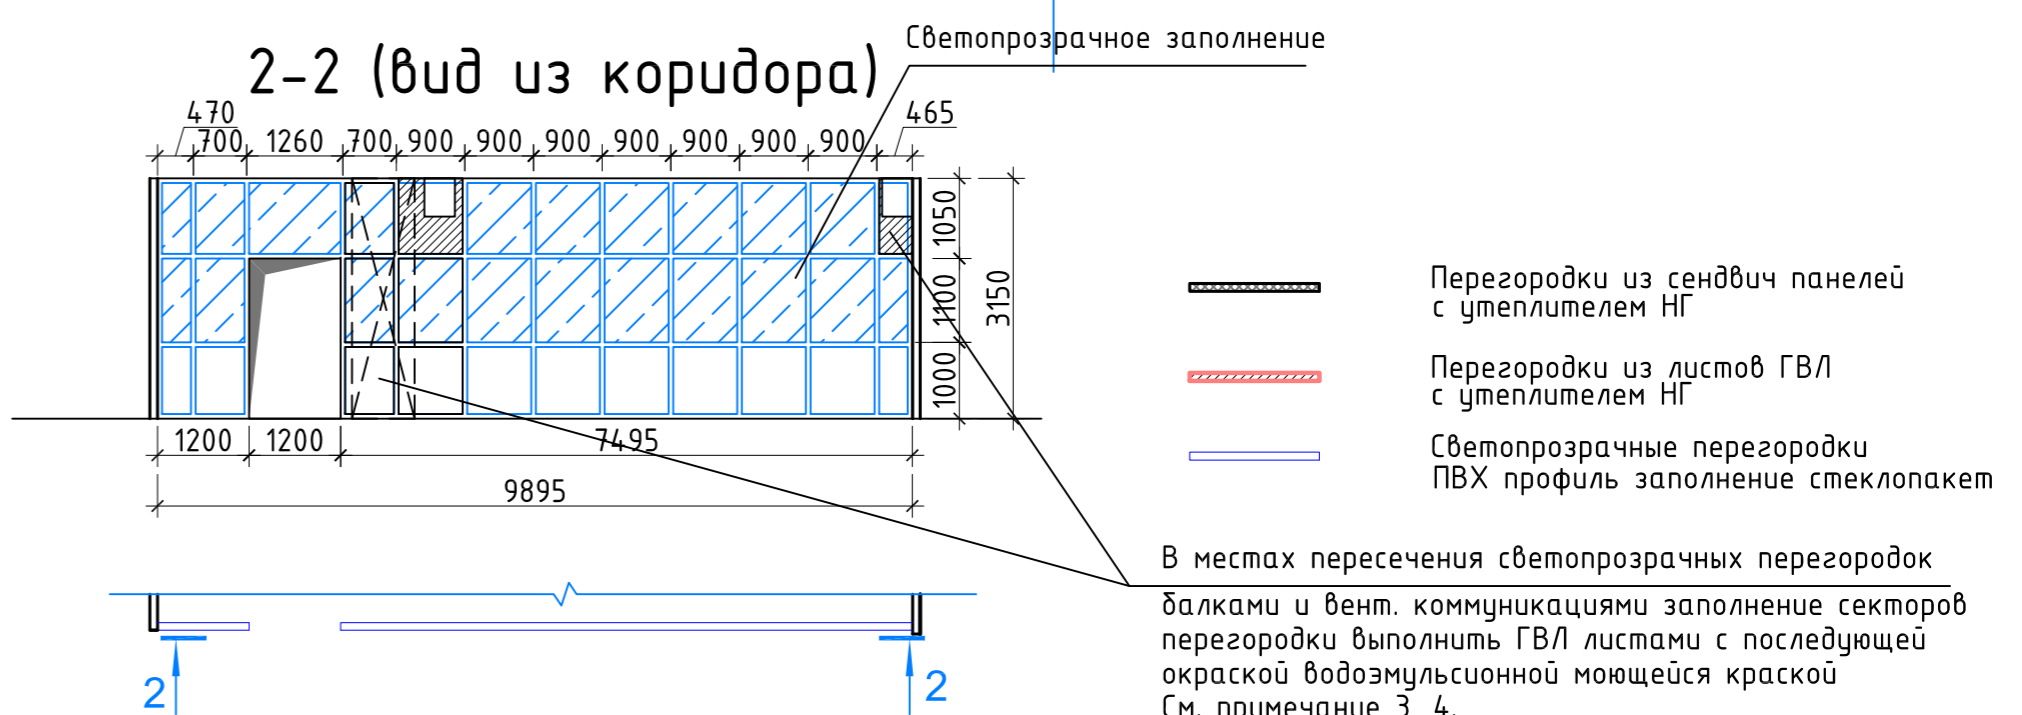 Светопрозрачное заполнение
2-2 (вид из коридора)
470
465
700 1260 700 900 900 900 900 900 900 900
1050
1100
1000
3150
1200 1200 7495
9895
Перегородки из сендвич панелей
с утеплителем НГ
Перегородки из листов ГВЛ
с утеплителем НГ
Светопрозрачные перегородки
ПВХ профиль заполнение стеклопакет
В местах пересечения светопрозрачных перегородок
балками и вент. коммуникациями заполнение секторов
перегородки выполнить ГВЛ листами с последующей
окраской водоэмульсионной моющейся краской
См. примечание 3, 4.
2 2